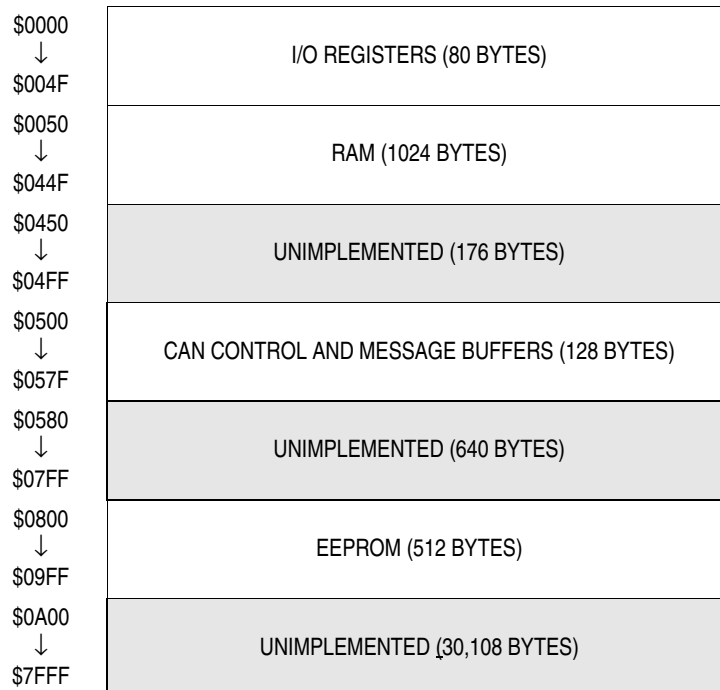 $0000
↓
$004F
I/O REGISTERS (80 BYTES)
$0050
↓
$044F
RAM (1024 BYTES)
$0450
↓
$04FF
UNIMPLEMENTED (176 BYTES)
$0500
↓
$057F
CAN CONTROL AND MESSAGE BUFFERS (128 BYTES)
$0580
↓
$07FF
UNIMPLEMENTED (640 BYTES)
$0800
↓
$09FF
EEPROM (512 BYTES)
$0A00
↓
$7FFF
UNIMPLEMENTED (30,108 BYTES)